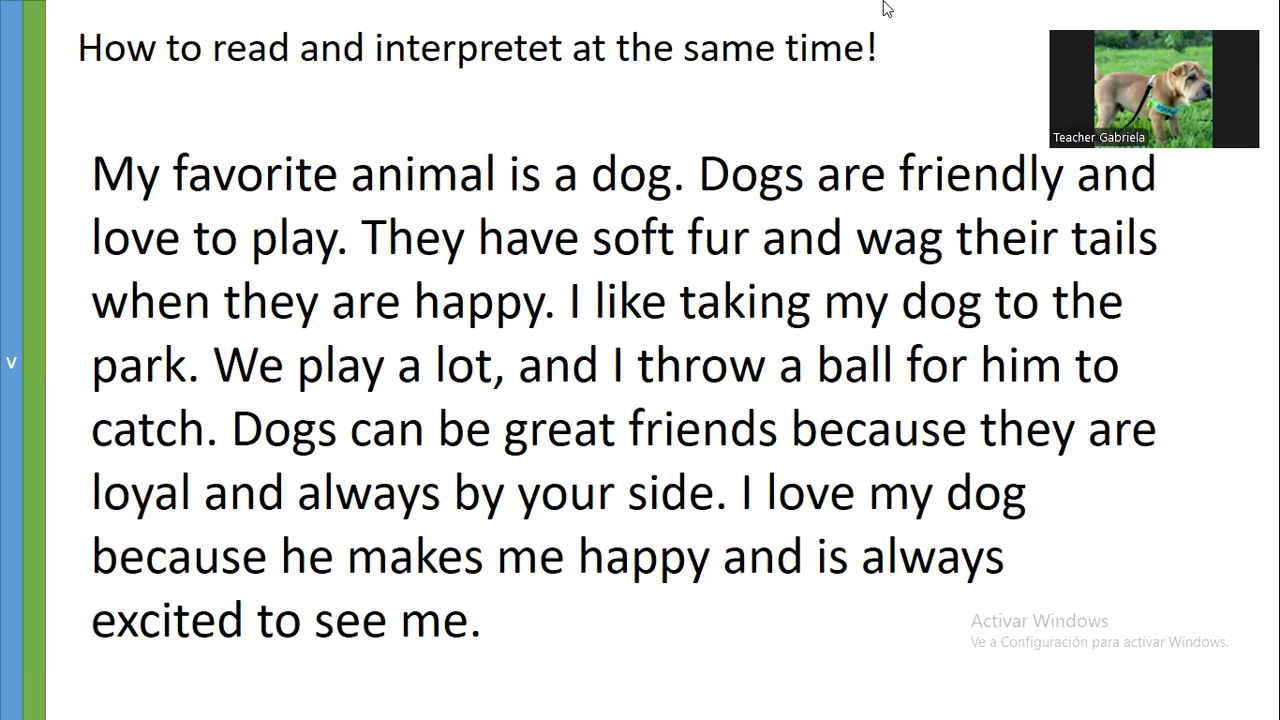 How to read and interpretet at the same time!
Teacher Gabriela
My favorite animal is a dog. Dogs are friendly and
love to play. They have soft fur and wag their tails
when they are happy. I like taking my dog to the
park. We play a lot, and I throw a ball for him to
catch. Dogs can be great friends because they are
loyal and always by your side. I love my dog
because he makes me happy and is always
excited to see me.
V
Activar Windows
Ve a Configuración para activar Windows.